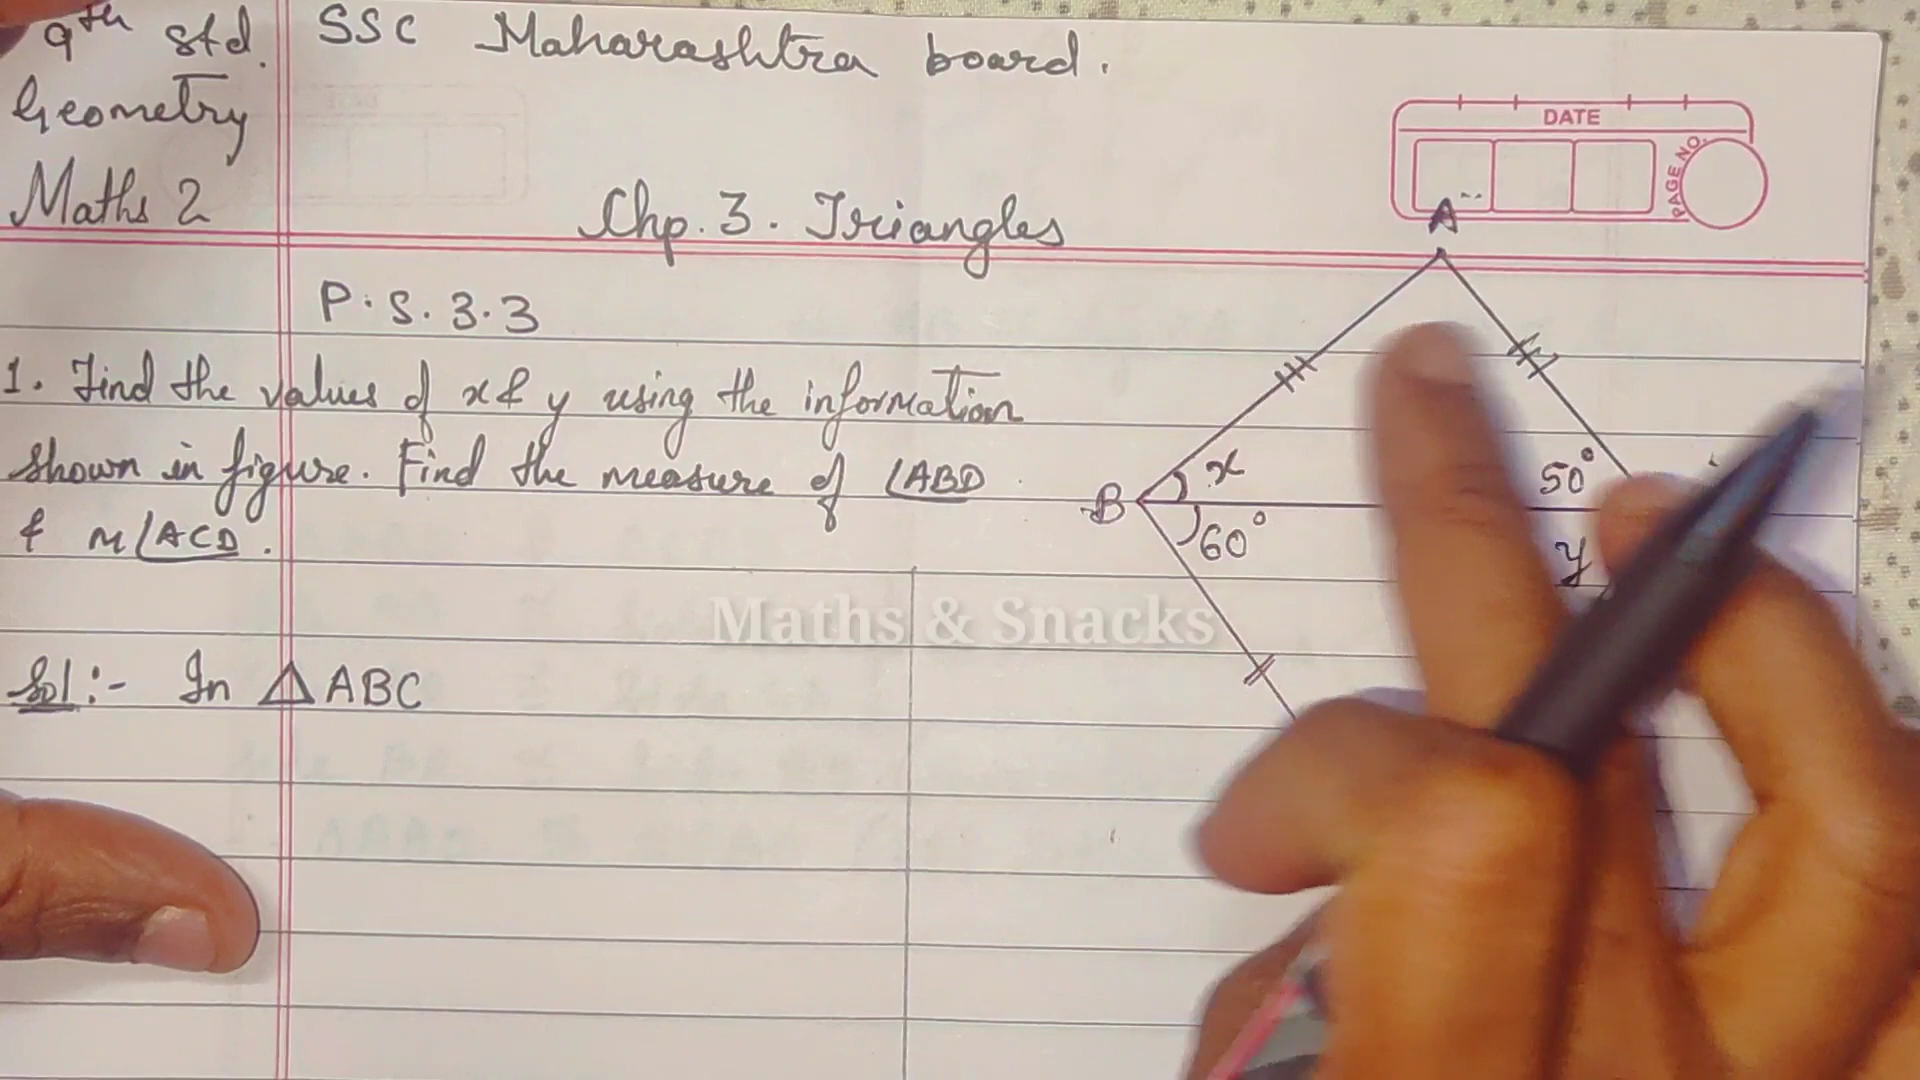 9th std. SSC Maharashtra board.
Geometry
Maths 2
Chp. 3. Triangles
DATE
PAGE NO.
P.S. 3.3
1. Find the values of x & y using the information
shown in figure. Find the measure of ∠ABD
& m∠ACD.
Sol:- In △ABC
A
B
x
60°
50°
y
Maths & Snacks